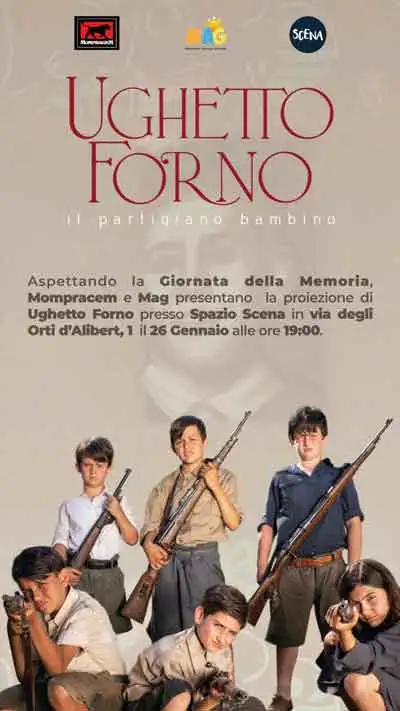 Mompracem
MAG
SCENA
UGHETTO
FORNO
il partigiano bambino
Aspettando la Giornata della Memoria,
Mompracem e Mag presentano la proiezione di
Ughetto Forno presso Spazio Scena in via degli
Orti d'Alibert, 1 il 26 Gennaio alle ore 19:00.